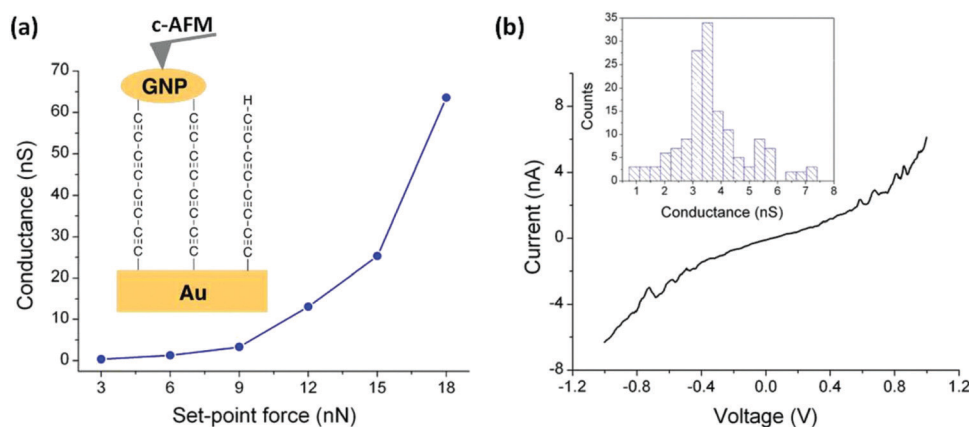 (a)
c-AFM
GNP
H
C≡C-C≡C-C≡C-C≡C
C≡C-C≡C-C≡C-C≡C
C≡C-C≡C-C≡C-C≡C
Au
Conductance (nS)
70
60
50
40
30
20
10
0
3 6 9 12 15 18
Set-point force (nN)
(b)
Counts
35
30
25
20
15
10
5
0
1 2 3 4 5 6 7 8
Conductance (nS)
Current (nA)
8
4
0
-4
-8
-1.2 -0.8 -0.4 0.0 0.4 0.8 1.2
Voltage (V)